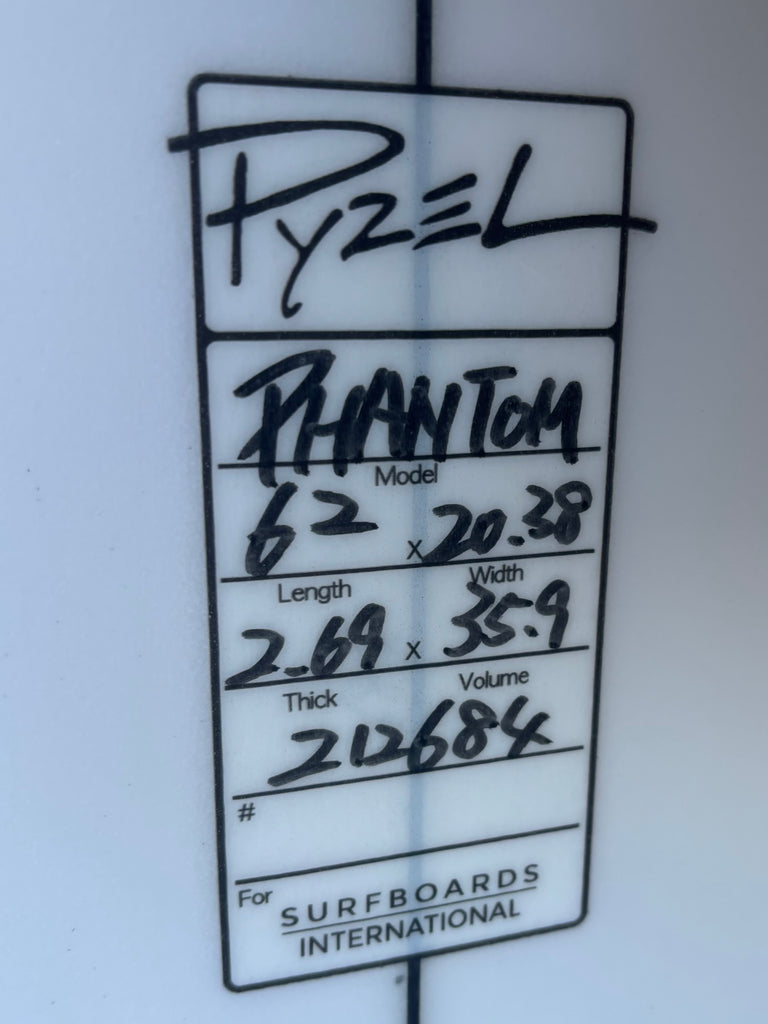 PYZEL
PHANTOM
Model
62 x 20.38
Length Width
2.69 x 35.9
Thick Volume
212684
#
For SURFBOARDS
INTERNATIONAL